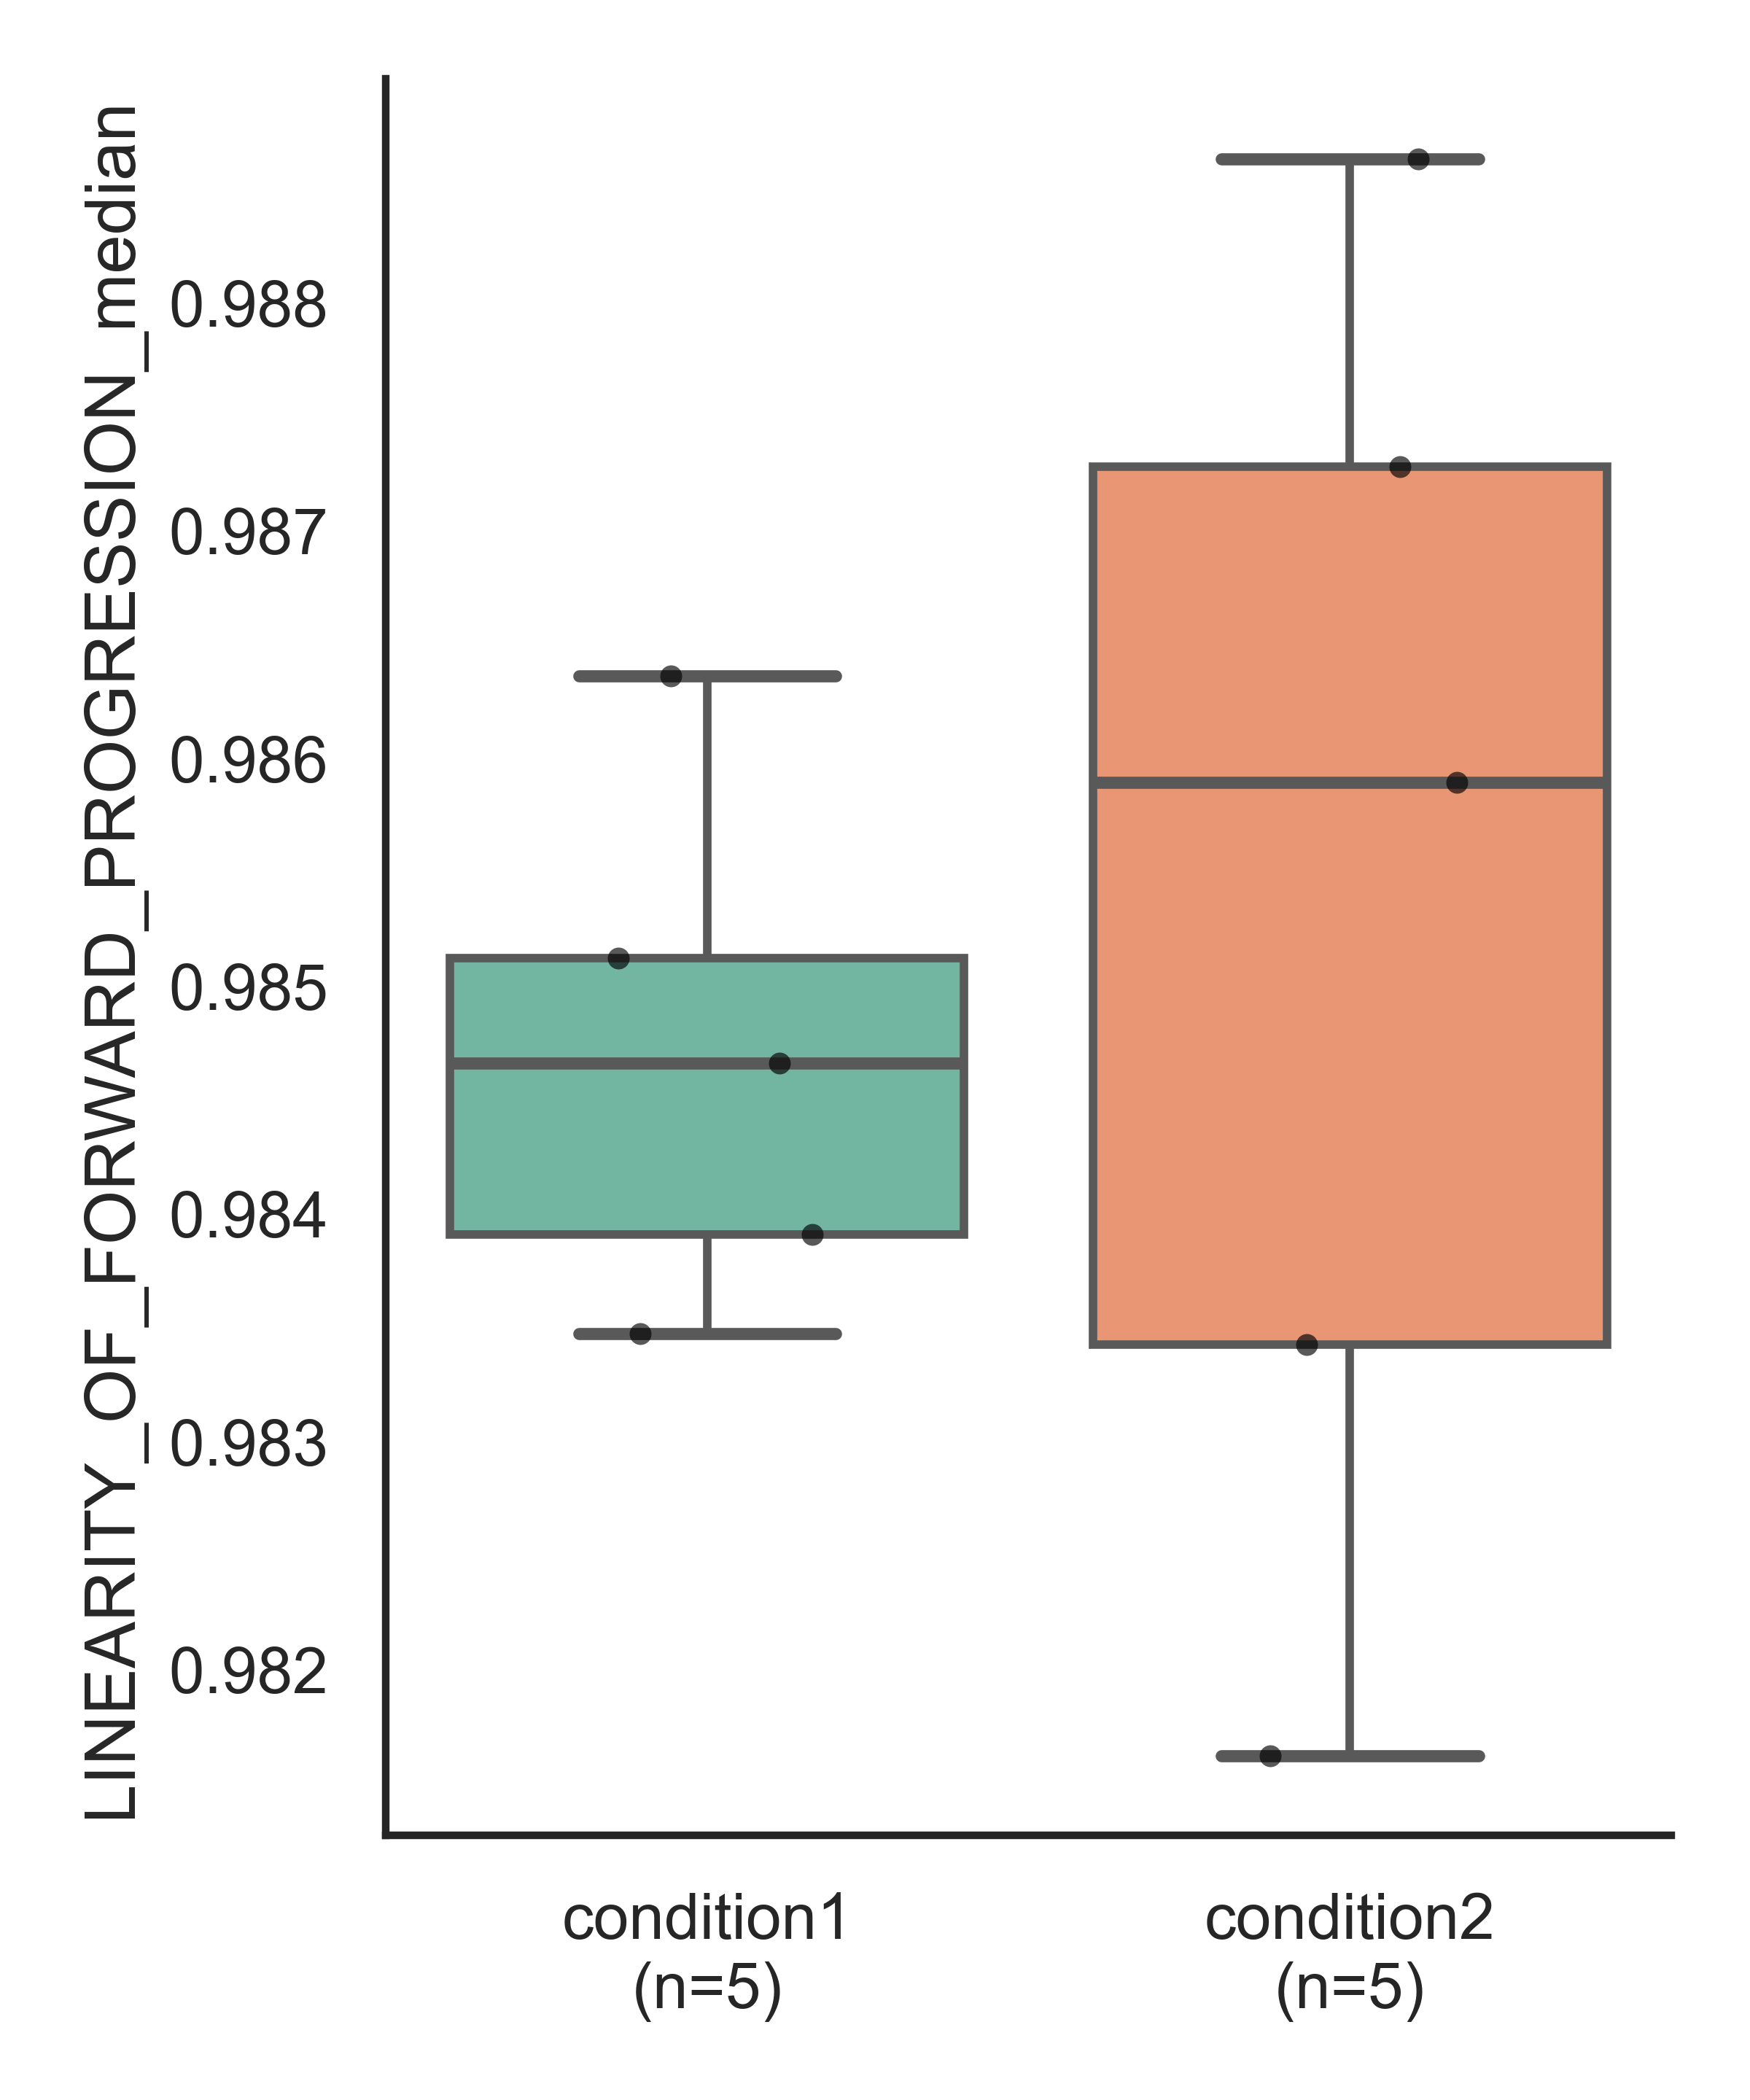 LINEARITY_OF_FORWARD_PROGRESSION_median
0.988
0.987
0.986
0.985
0.984
0.983
0.982
condition1
(n=5)
condition2
(n=5)